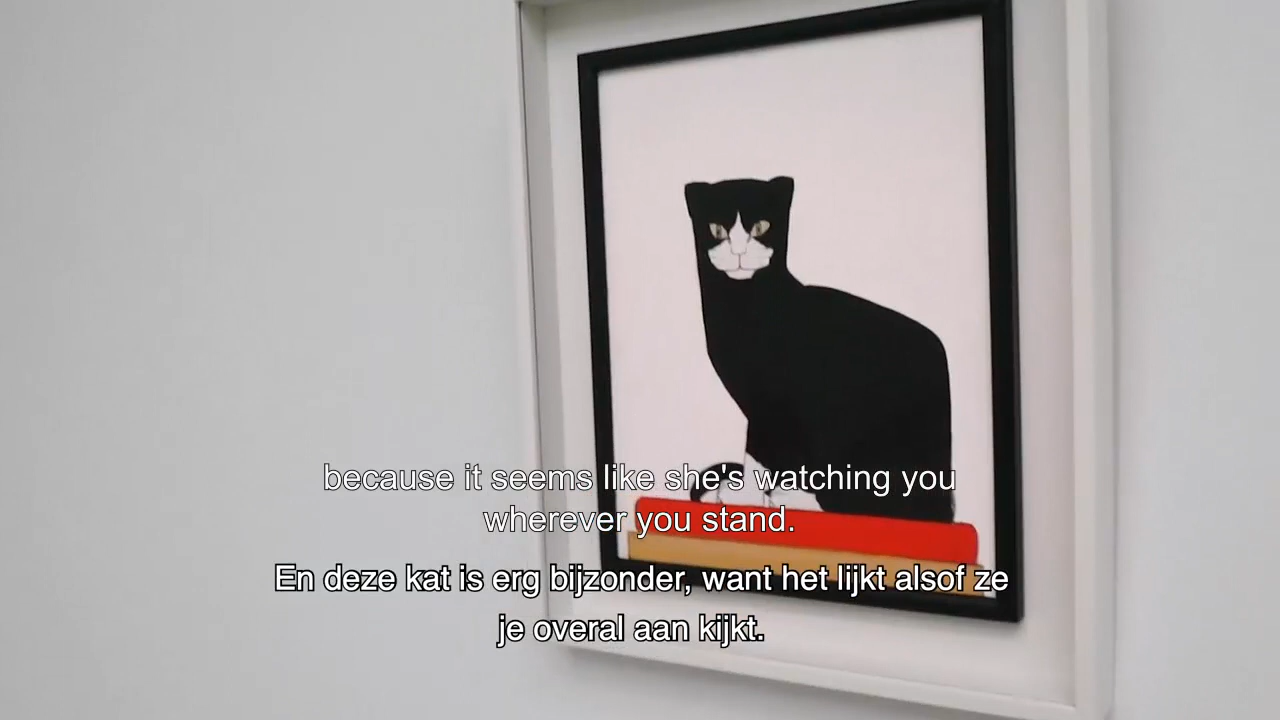 because it seems like she's watching you
wherever you stand.
En deze kat is erg bijzonder, want het lijkt alsof ze
je overal aan kijkt.